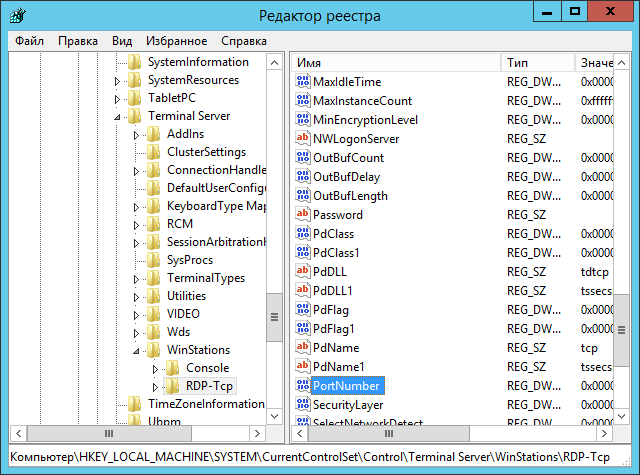 Редактор реестра
Файл Правка Вид Избранное Справка
SystemInformation
SystemResources
TabletPC
Terminal Server
AddIns
ClusterSettings
ConnectionHandle
DefaultUserConfigu
KeyboardType Map
RCM
SessionArbitrationH
SysProcs
TerminalTypes
Utilities
VIDEO
Wds
WinStations
Console
RDP-Tcp
TimeZoneInformation
Ubpm
Имя Тип Значе
MaxIdleTime REG_DW... 0x0000
MaxInstanceCount REG_DW... 0xffffff
MinEncryptionLevel REG_DW... 0x0000
NWLogonServer REG_SZ
OutBufCount REG_DW... 0x0000
OutBufDelay REG_DW... 0x0000
OutBufLength REG_DW... 0x0000
Password REG_SZ
PdClass REG_DW... 0x0000
PdClass1 REG_DW... 0x0000
PdDLL REG_SZ tdtcp
PdDLL1 REG_SZ tssecs
PdFlag REG_DW... 0x0000
PdFlag1 REG_DW... 0x0000
PdName REG_SZ tcp
PdName1 REG_SZ tssecs
PortNumber REG_DW... 0x0000
SecurityLayer REG_DW... 0x0000
SelectNetworkDetect REG_DW... 0x0000
Компьютер\HKEY_LOCAL_MACHINE\SYSTEM\CurrentControlSet\Control\Terminal Server\WinStations\RDP-Tcp